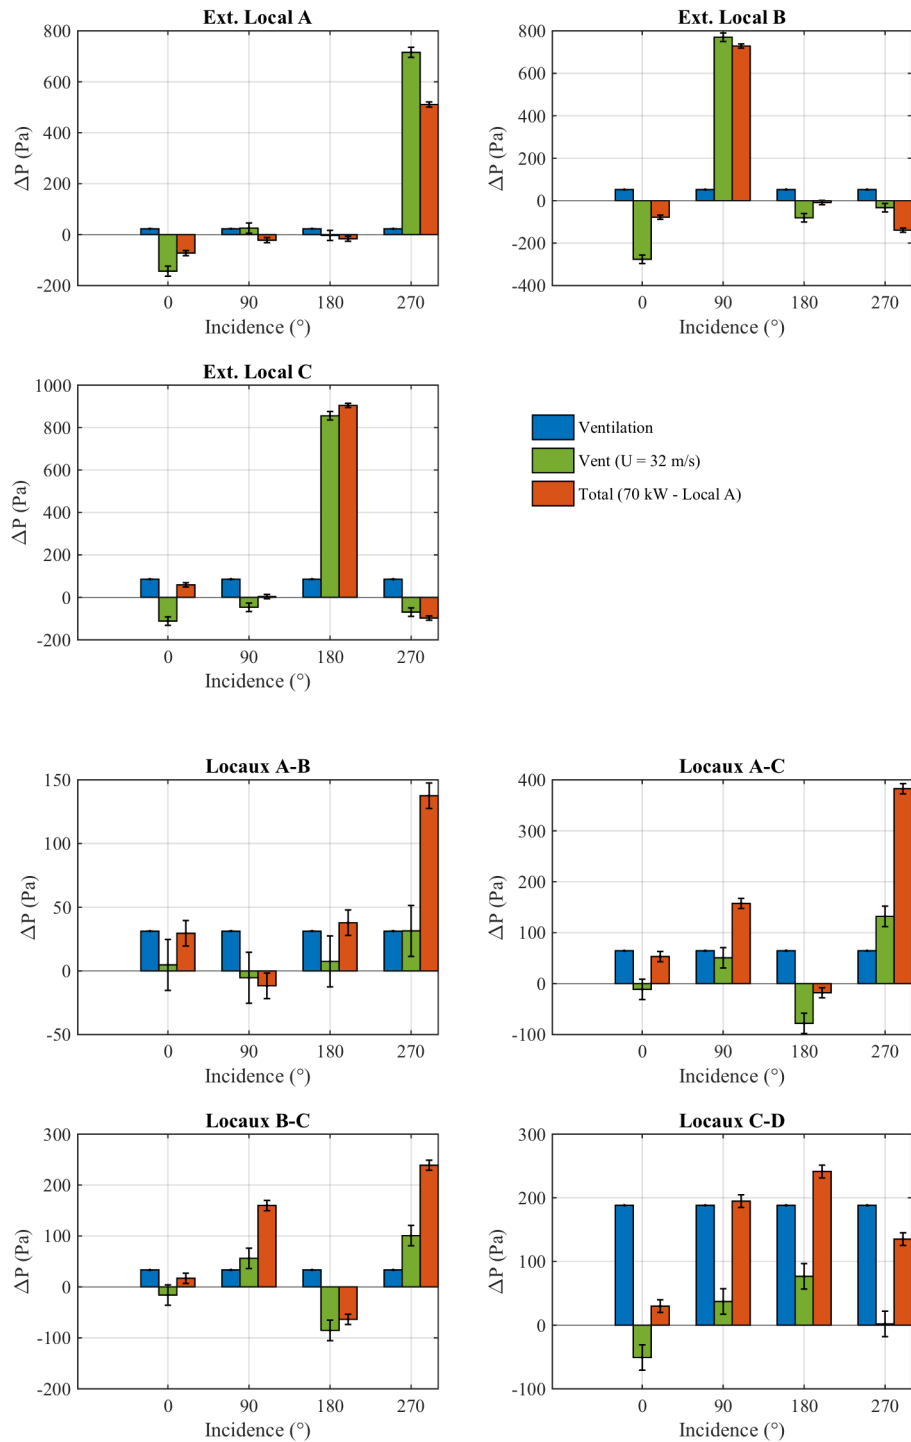 Ext. Local A
800
600
400
200
0
-200
ΔP (Pa)
0 90 180 270
Incidence (°)
Ext. Local B
800
600
400
200
0
-200
-400
ΔP (Pa)
0 90 180 270
Incidence (°)
Ext. Local C
1000
800
600
400
200
0
-200
ΔP (Pa)
0 90 180 270
Incidence (°)
Ventilation
Vent (U = 32 m/s)
Total (70 kW - Local A)
Locaux A-B
150
100
50
0
-50
ΔP (Pa)
0 90 180 270
Incidence (°)
Locaux A-C
400
300
200
100
0
-100
ΔP (Pa)
0 90 180 270
Incidence (°)
Locaux B-C
300
200
100
0
-100
-200
ΔP (Pa)
0 90 180 270
Incidence (°)
Locaux C-D
300
200
100
0
-100
ΔP (Pa)
0 90 180 270
Incidence (°)